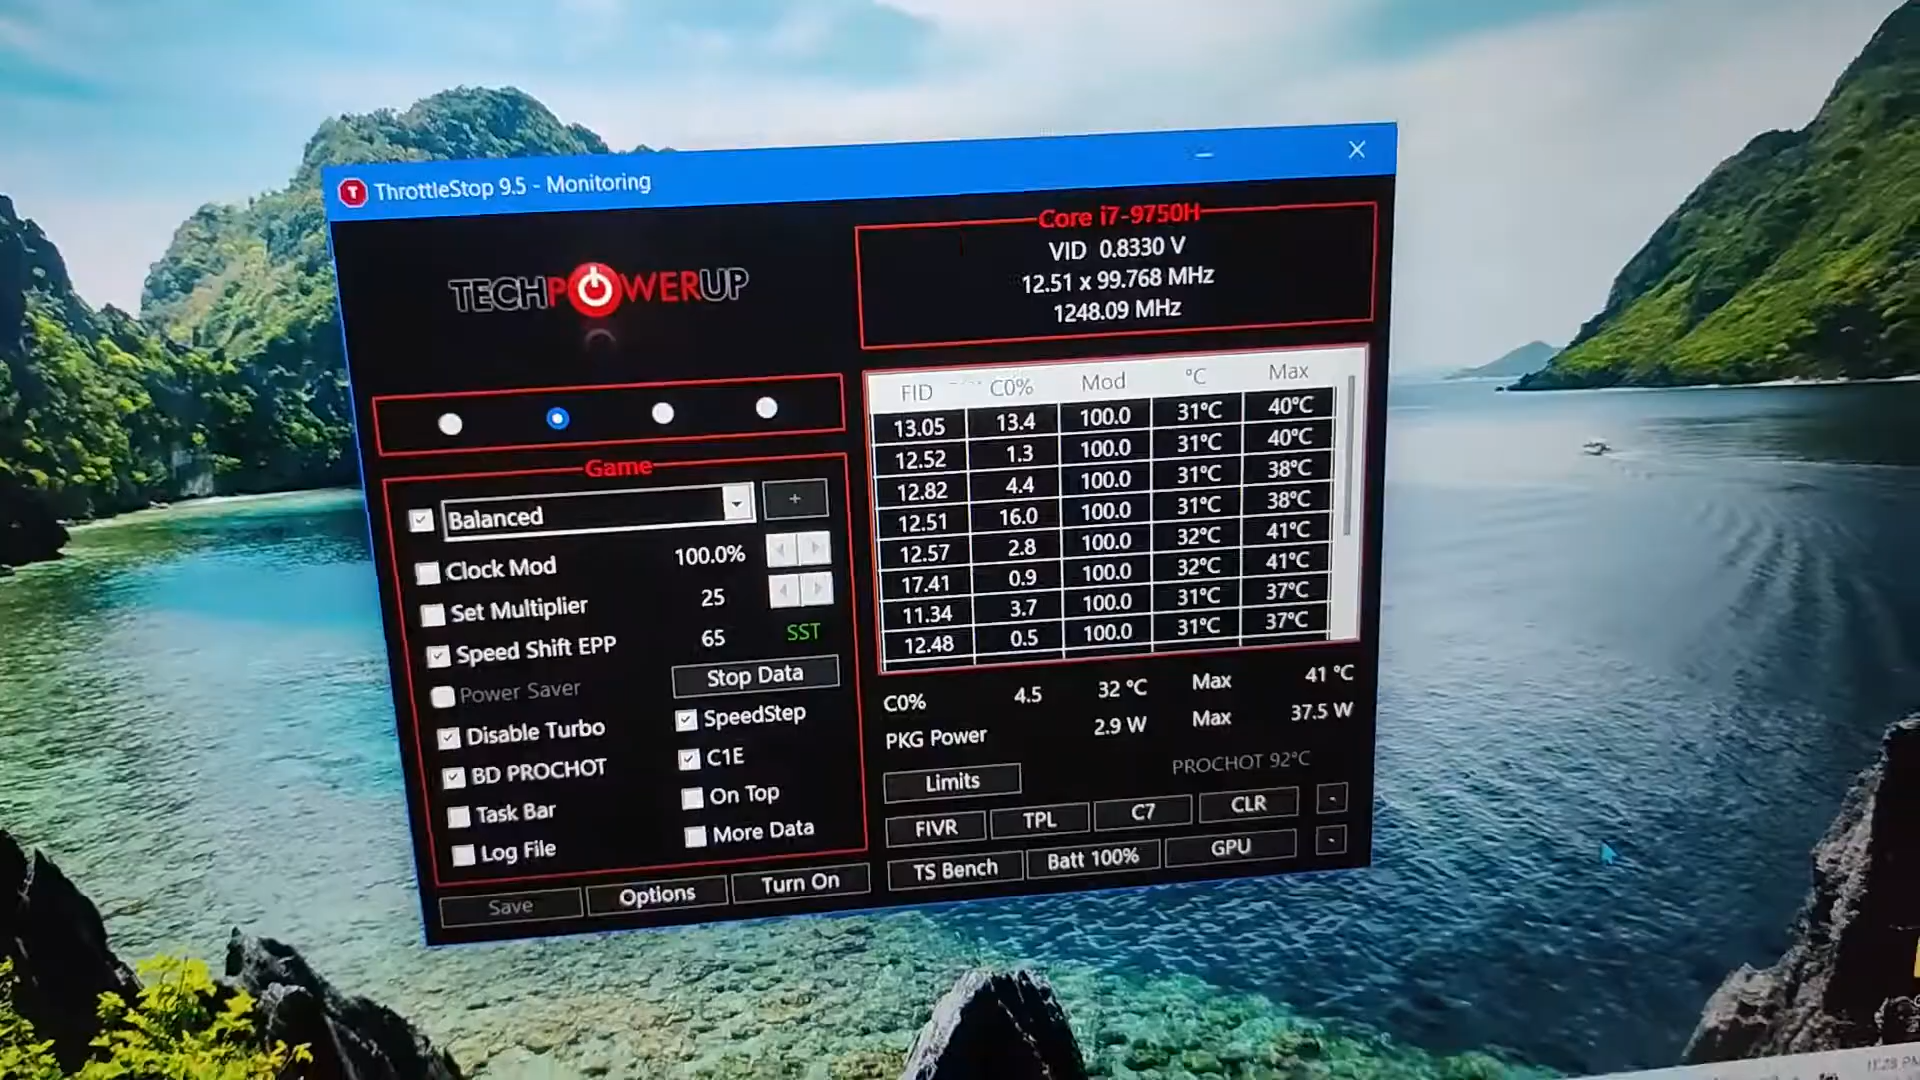 T ThrottleStop 9.5 - Monitoring
TECHPOWERUP
Core i7-9750H
VID 0.8330 V
12.51 x 99.768 MHz
1248.09 MHz
Game
Balanced
+
Clock Mod 100.0%
Set Multiplier 25
Speed Shift EPP 65 SST
Power Saver Stop Data
Disable Turbo SpeedStep
BD PROCHOT C1E
Task Bar On Top
Log File More Data
Save Options Turn On
FID C0% Mod °C Max
13.05 13.4 100.0 31°C 40°C
12.52 1.3 100.0 31°C 40°C
12.82 4.4 100.0 31°C 38°C
12.51 16.0 100.0 31°C 38°C
12.57 2.8 100.0 32°C 41°C
17.41 0.9 100.0 32°C 41°C
11.34 3.7 100.0 31°C 37°C
12.48 0.5 100.0 31°C 37°C
C0% 4.5 32 °C Max 41 °C
PKG Power 2.9 W Max 37.5 W
Limits PROCHOT 92°C
FIVR TPL C7 CLR -
TS Bench Batt 100% GPU -
11:28 PM